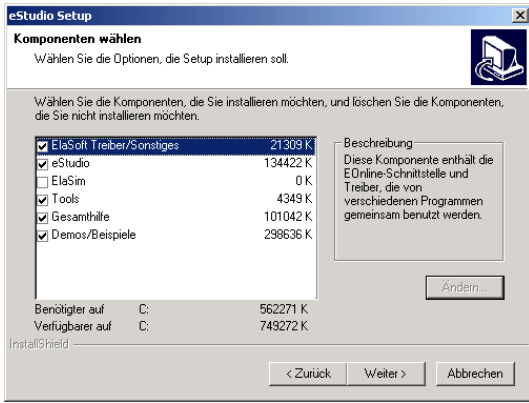 eStudio Setup
Komponenten wählen
Wählen Sie die Optionen, die Setup installieren soll.
Wählen Sie die Komponenten, die Sie installieren möchten, und löschen Sie die Komponenten,
die Sie nicht installieren möchten.
ElaSoft Treiber/Sonstiges 21309 K
eStudio 134422 K
ElaSim 0 K
Tools 4349 K
Gesamthilfe 101042 K
Demos/Beispiele 298636 K
Beschreibung
Diese Komponente enthält die
EOnline-Schnittstelle und
Treiber, die von
verschiedenen Programmen
gemeinsam benutzt werden.
Ändern...
Benötigter auf C: 562271 K
Verfügbarer auf C: 749272 K
InstallShield
< Zurück Weiter > Abbrechen